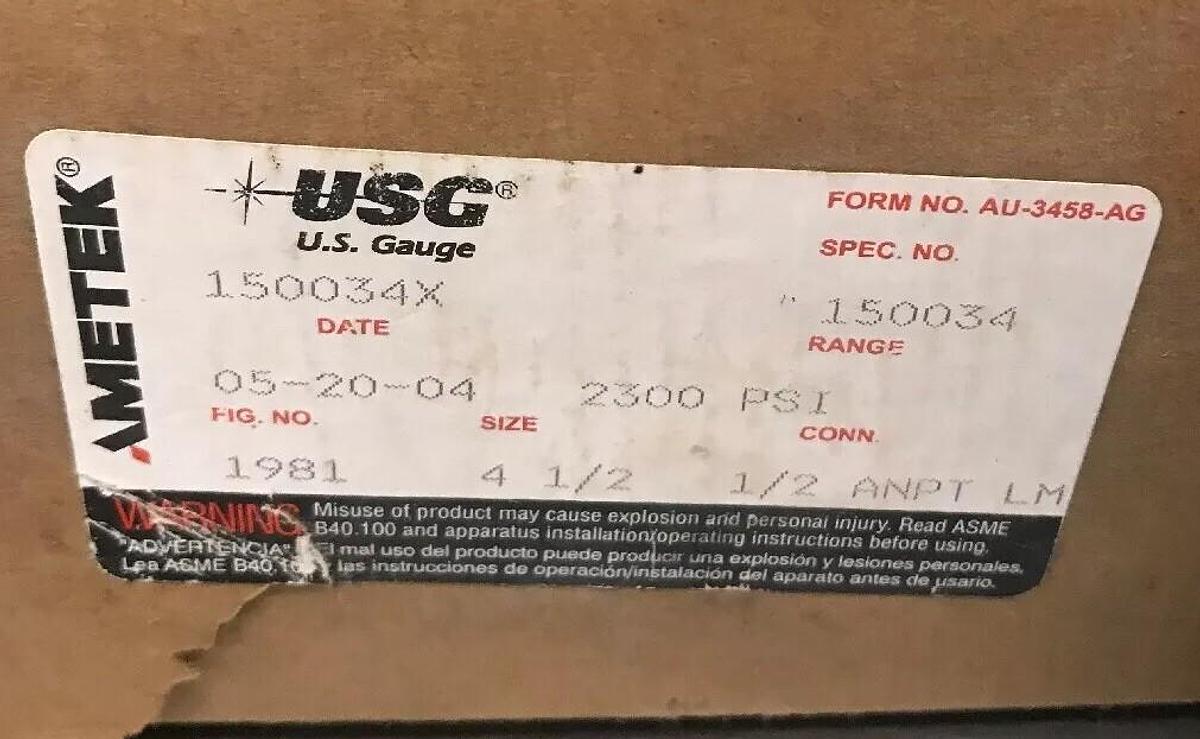 AMETEK®
USG®
U.S. Gauge
FORM NO. AU-3458-AG
SPEC. NO.
150034X
" 150034
DATE
RANGE
05-20-04
2300 PSI
FIG. NO.
SIZE
CONN.
1981
4 1/2
1/2 ANPT LM
WARNING Misuse of product may cause explosion and personal injury. Read ASME
B40.100 and apparatus installation/operating instructions before using.
"ADVERTENCIA" El mal uso del producto puede producir una explosión y lesiones personales.
Lea ASME B40.10 las instrucciones de operación/instalación del aparato antes de usario.